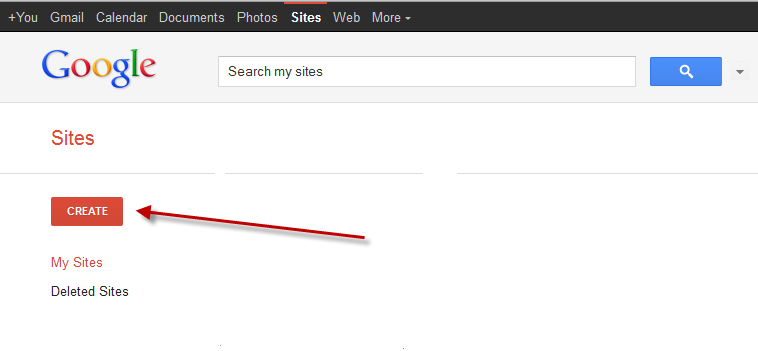 +You Gmail Calendar Documents Photos Sites Web More
Google
Search my sites
Sites
CREATE
My Sites
Deleted Sites